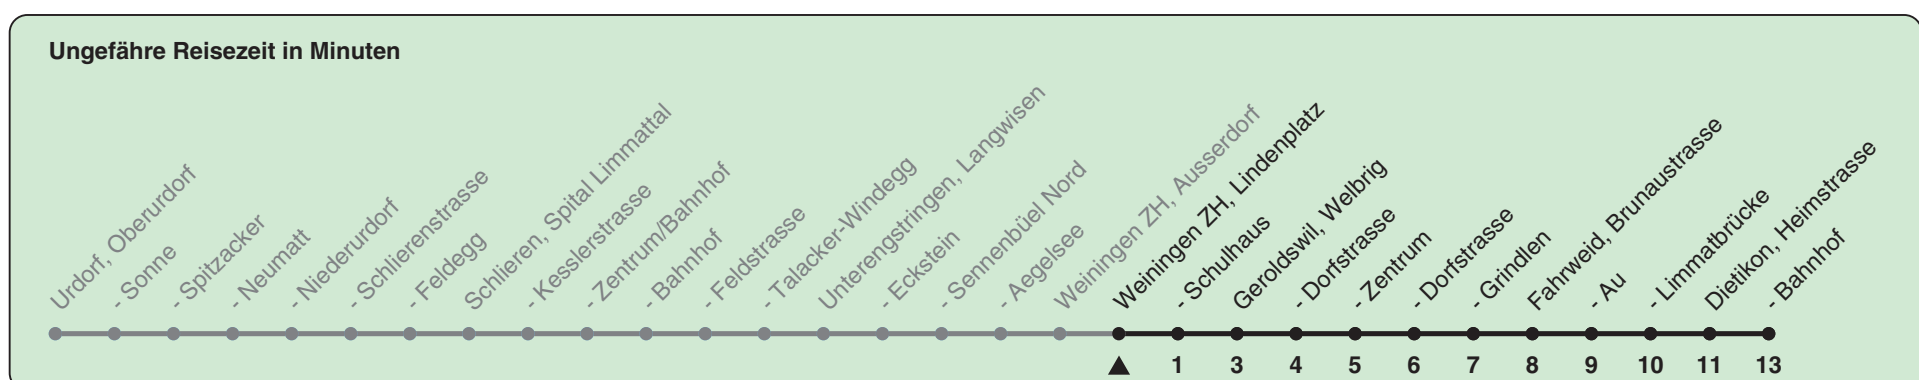 Ungefähre Reisezeit in Minuten
Urdorf, Oberurdorf
- Sonne
- Spitzacker
- Neumatt
- Niederurdorf
- Schlierenstrasse
- Feldegg
Schlieren, Spital Limmattal
- Kesslerstrasse
- Zentrum/Bahnhof
- Bahnhof
- Feldstrasse
- Talacker-Windegg
Unterengstringen, Langwisen
- Eckstein
- Sennenbüel Nord
- Aegelsee
Weiningen ZH, Ausserdorf
Weiningen ZH, Lindenplatz
- Schulhaus
Geroldswil, Welbrig
- Dorfstrasse
- Zentrum
- Dorfstrasse
- Grindlen
Fahrweid, Brunaustrasse
- Au
- Limmatbrücke
Dietikon, Heimstrasse
- Bahnhof
1 3 4 5 6 7 8 9 10 11 13